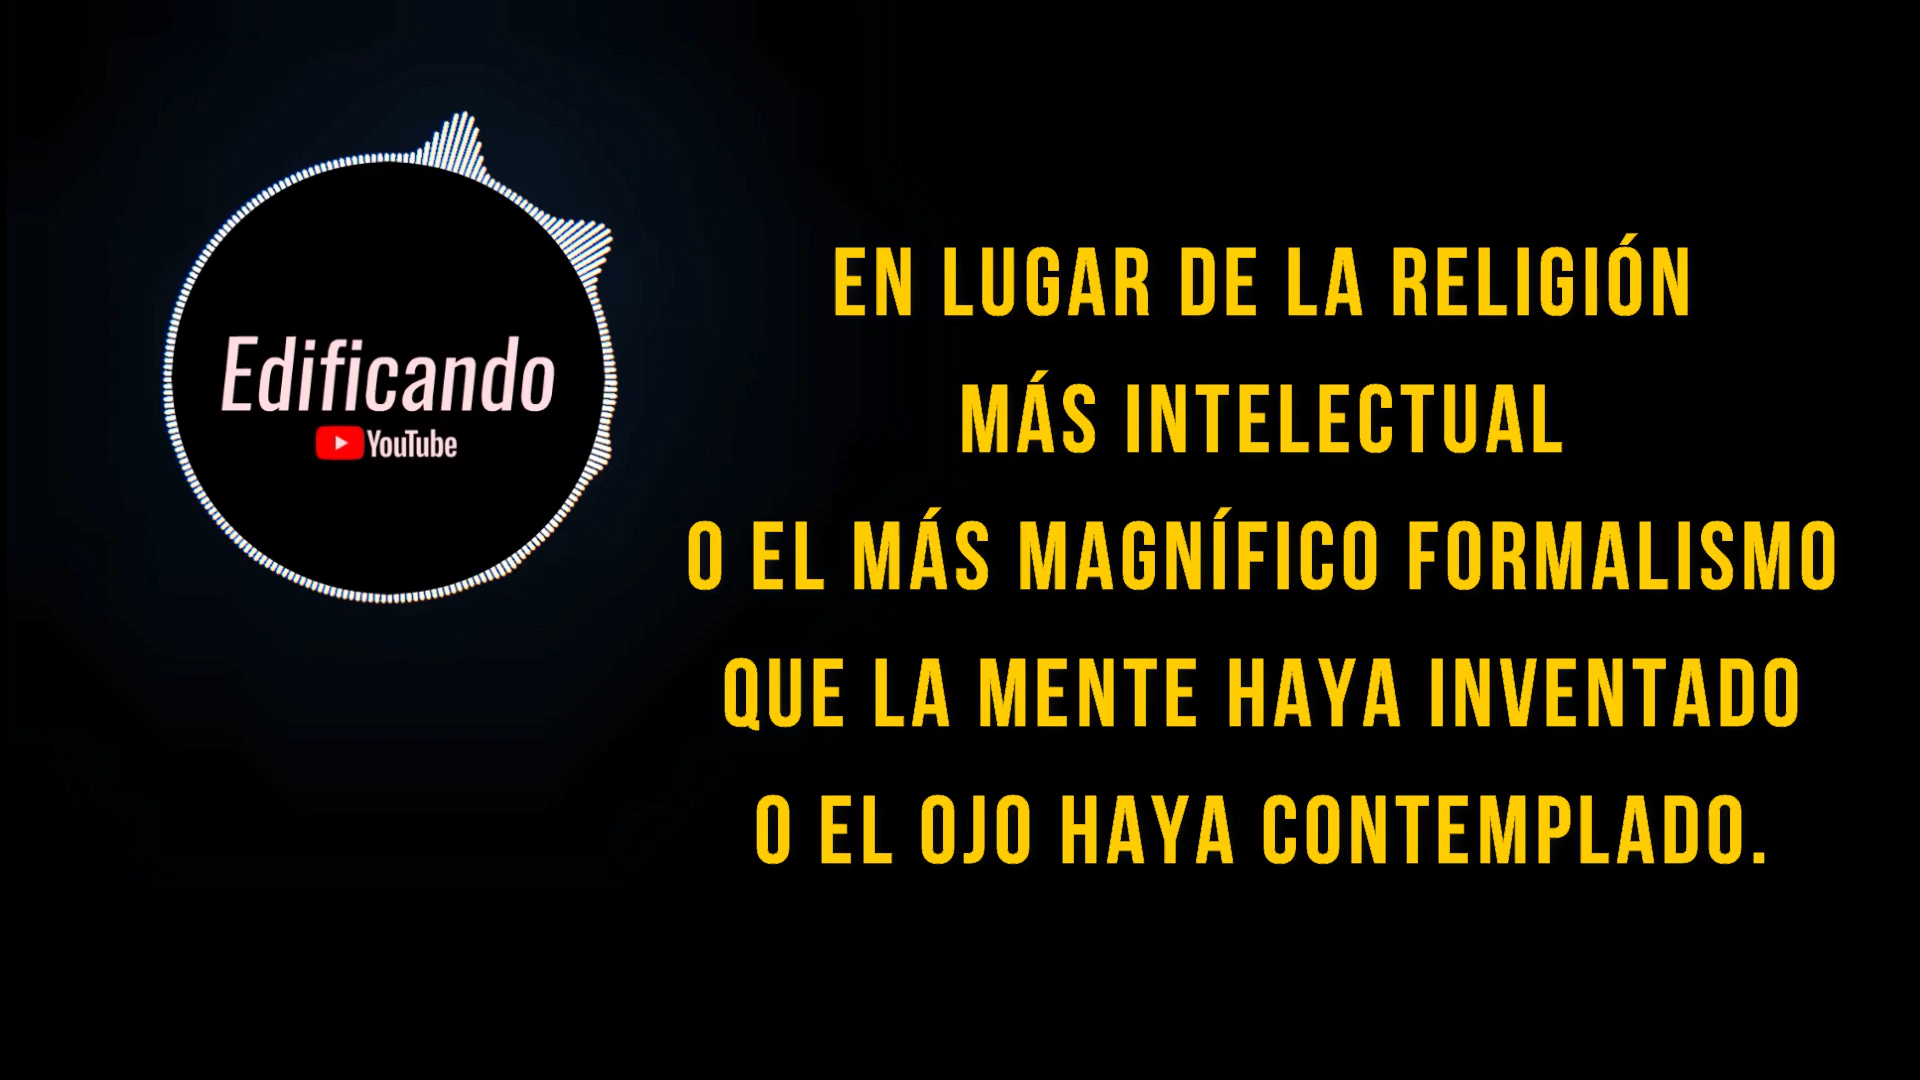 Edificando
YouTube
EN LUGAR DE LA RELIGIÓN
MÁS INTELECTUAL
O EL MÁS MAGNÍFICO FORMALISMO
QUE LA MENTE HAYA INVENTADO
O EL OJO HAYA CONTEMPLADO.